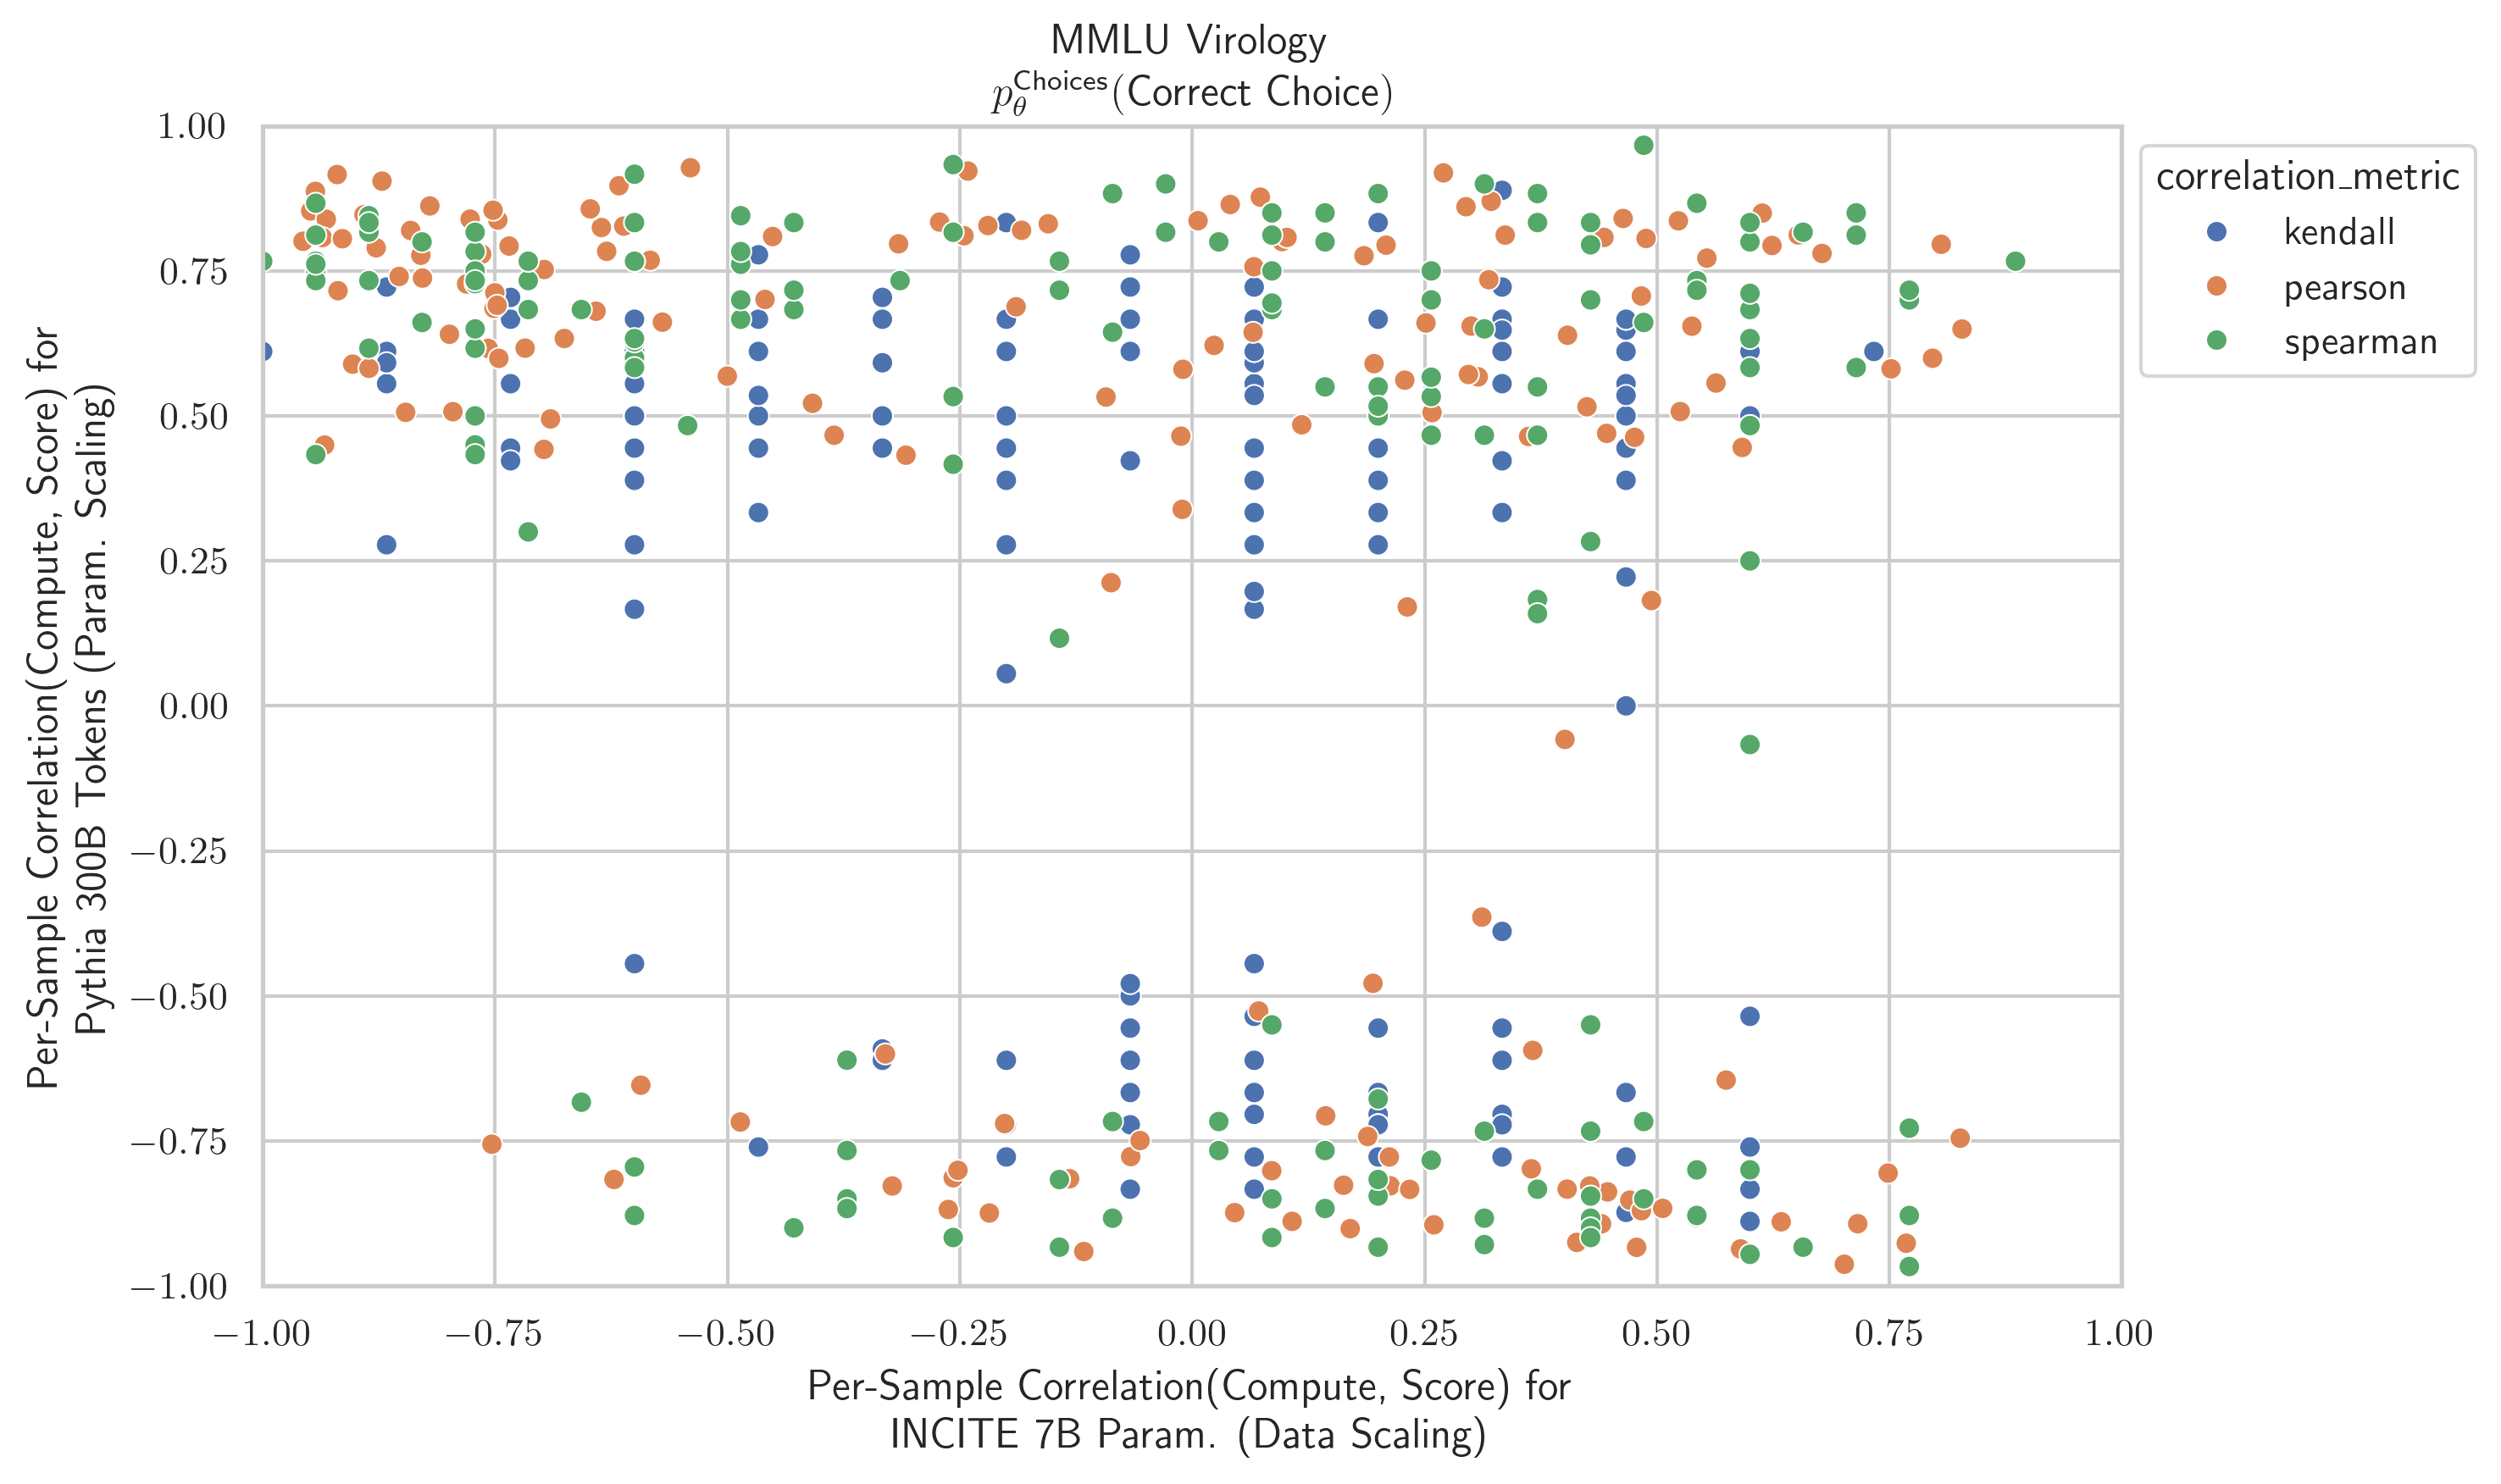 MMLU Virology
p_θ^Choices(Correct Choice)
1.00
0.75
0.50
0.25
0.00
−0.25
−0.50
−0.75
−1.00
Per-Sample Correlation(Compute, Score) for
Pythia 300B Tokens (Param. Scaling)
−1.00
−0.75
−0.50
−0.25
0.00
0.25
0.50
0.75
1.00
Per-Sample Correlation(Compute, Score) for
INCITE 7B Param. (Data Scaling)
correlation_metric
kendall
pearson
spearman